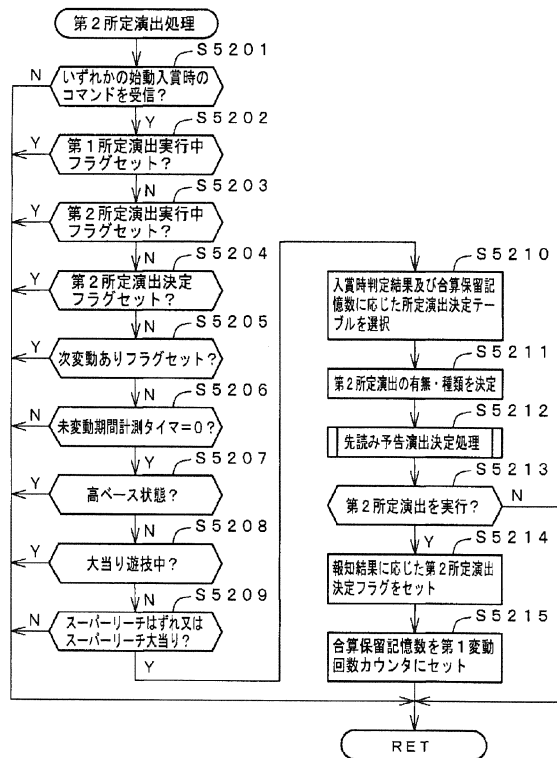 第2所定演出処理
S5201
いずれかの始動入賞時の
コマンドを受信?
N
Y
S5202
第1所定演出実行中
フラグセット?
Y
N
S5203
第2所定演出実行中
フラグセット?
Y
N
S5204
第2所定演出決定
フラグセット?
Y
N
S5205
次変動ありフラグセット?
Y
N
S5206
未変動期間計測タイマ=0?
N
Y
S5207
高ベース状態?
Y
N
S5208
大当り遊技中?
Y
N
S5209
スーパーリーチはずれ又は
スーパーリーチ大当り?
N
Y
S5210
入賞時判定結果及び合算保留記
憶数に応じた所定演出決定テー
ブルを選択
S5211
第2所定演出の有無・種類を決定
S5212
先読み予告演出決定処理
S5213
第2所定演出を実行?
N
Y
S5214
報知結果に応じた第2所定演出
決定フラグをセット
S5215
合算保留記憶数を第1変動
回数カウンタにセット
RET